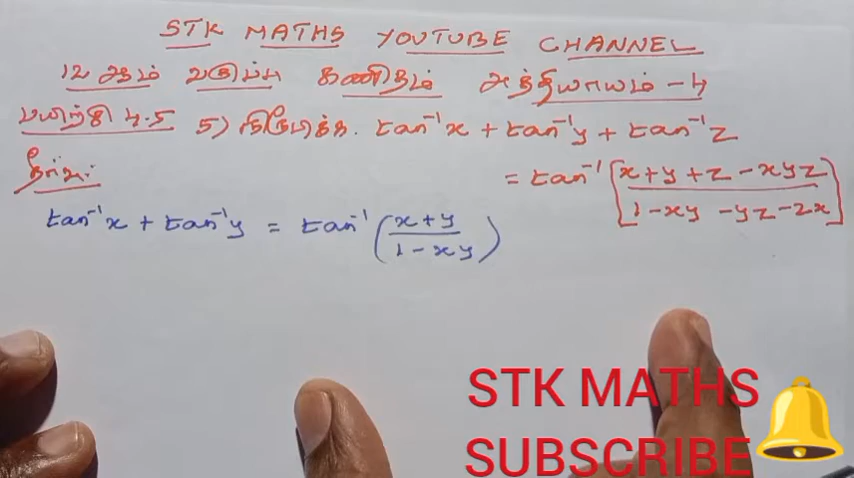 STK MATHS YOUTUBE CHANNEL
12 ஆம் வகுப்பு கணிதம் அத்தியாயம் - 4
பயிற்சி 4.5 5) நிரூபிக்க. tan⁻¹x + tan⁻¹y + tan⁻¹z
= tan⁻¹ [x+y+z-xyz / 1-xy-yz-zx]
தீர்வு:
tan⁻¹x + tan⁻¹y = tan⁻¹ (x+y / 1-xy)
STK MATHS
SUBSCRIBE